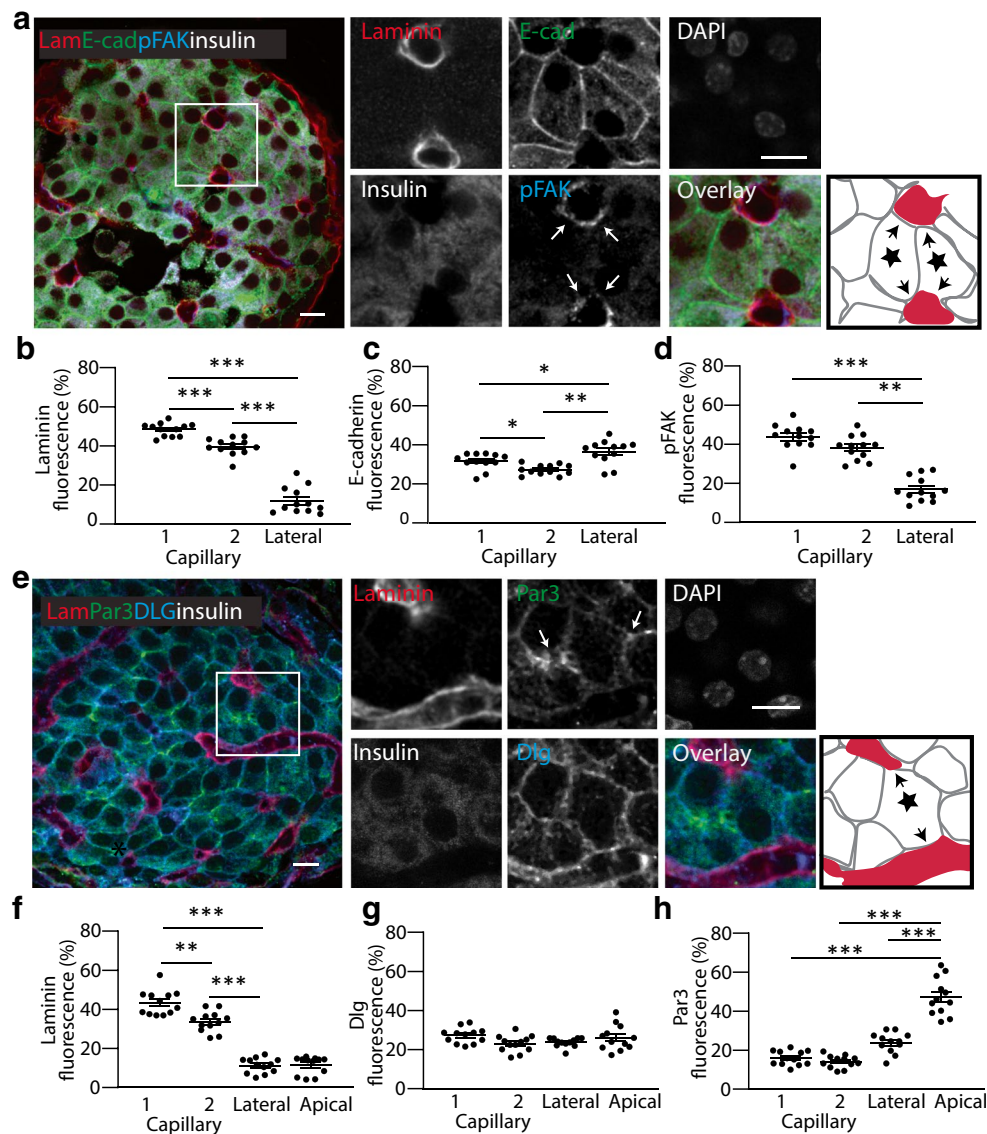 a
LamE-cadpFAKinsulin
Laminin
E-cad
DAPI
Insulin
pFAK
Overlay
b
Laminin
fluorescence (%)
80
60
40
20
0
***
***
***
1
2
Lateral
Capillary
c
E-cadherin
fluorescence (%)
80
60
40
20
0
*
*
**
1
2
Lateral
Capillary
d
pFAK
fluorescence (%)
80
60
40
20
0
***
**
1
2
Lateral
Capillary
e
LamPar3DLGinsulin
*
Laminin
Par3
DAPI
Insulin
Dlg
Overlay
f
Laminin
fluorescence (%)
80
60
40
20
0
***
**
***
1
2
Lateral
Apical
Capillary
g
Dlg
fluorescence (%)
80
60
40
20
0
1
2
Lateral
Apical
Capillary
h
Par3
fluorescence (%)
80
60
40
20
0
***
***
***
1
2
Lateral
Apical
Capillary